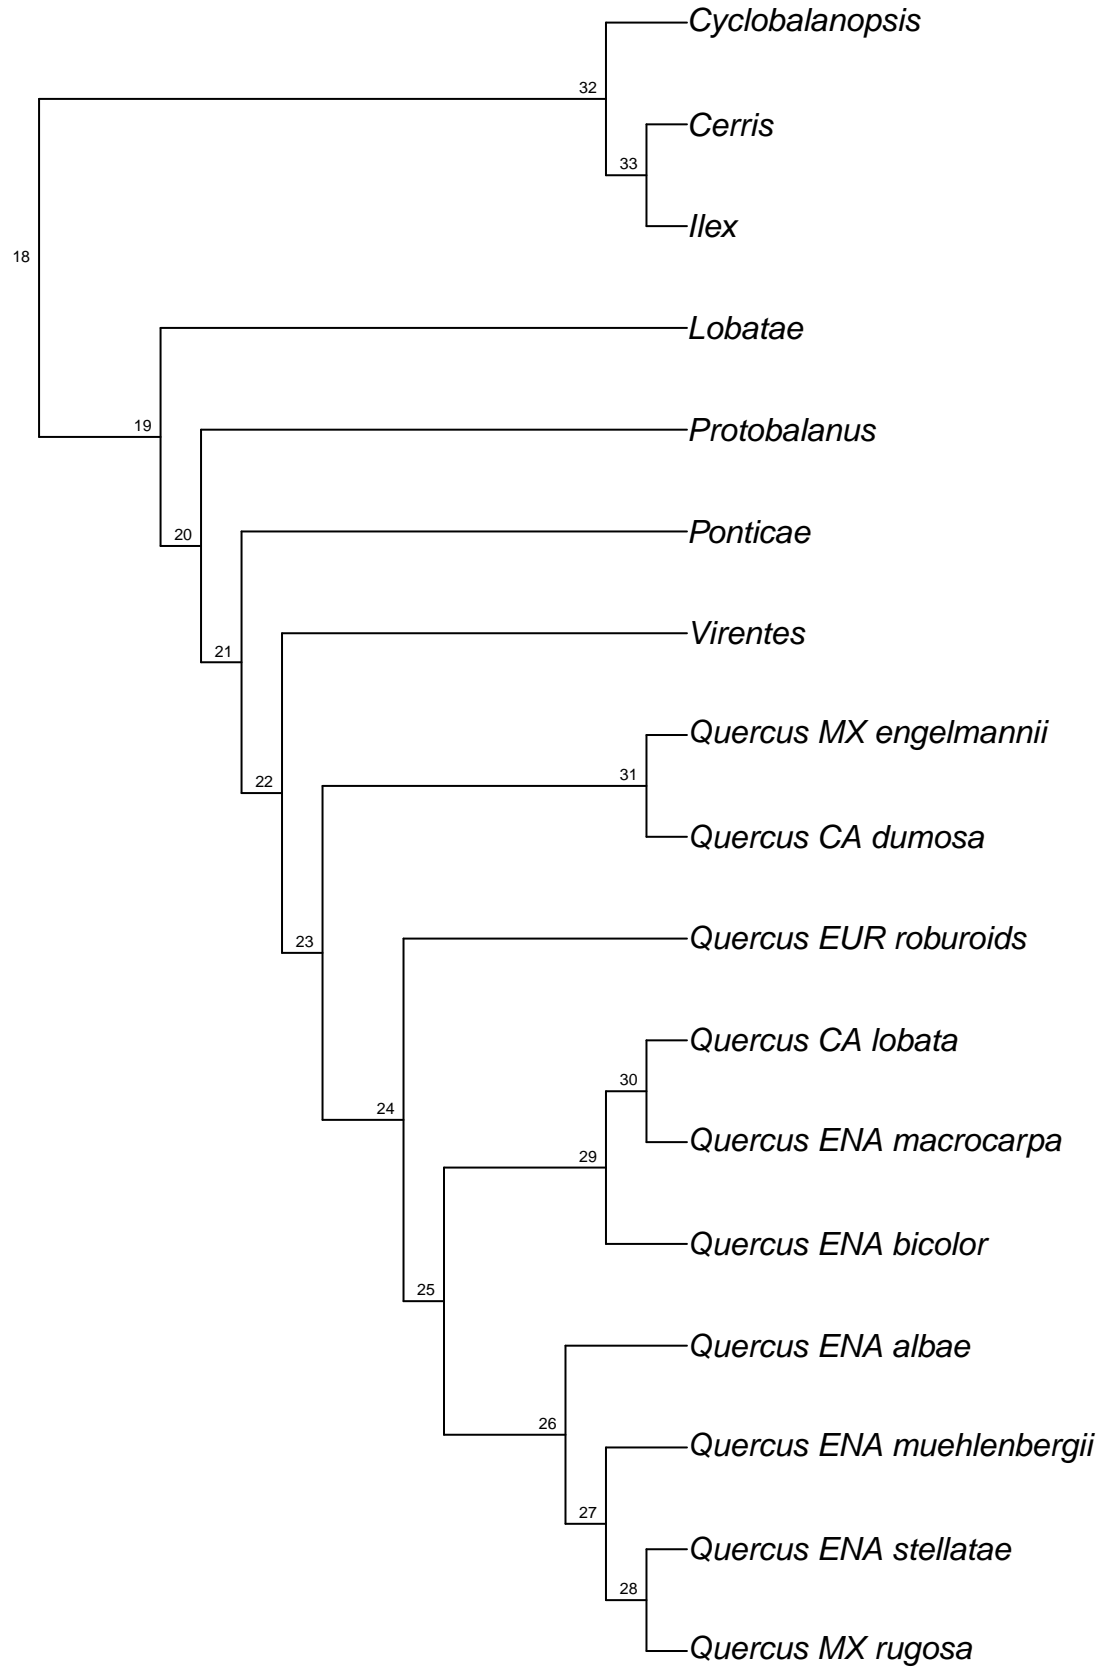 Cyclobalanopsis
32
Cerris
33
Ilex
18
Lobatae
19
Protobalanus
20
Ponticae
21
Virentes
22
Quercus MX engelmannii
31
Quercus CA dumosa
23
Quercus EUR roburoids
24
Quercus CA lobata
30
Quercus ENA macrocarpa
29
Quercus ENA bicolor
25
Quercus ENA albae
26
Quercus ENA muehlenbergii
27
Quercus ENA stellatae
28
Quercus MX rugosa